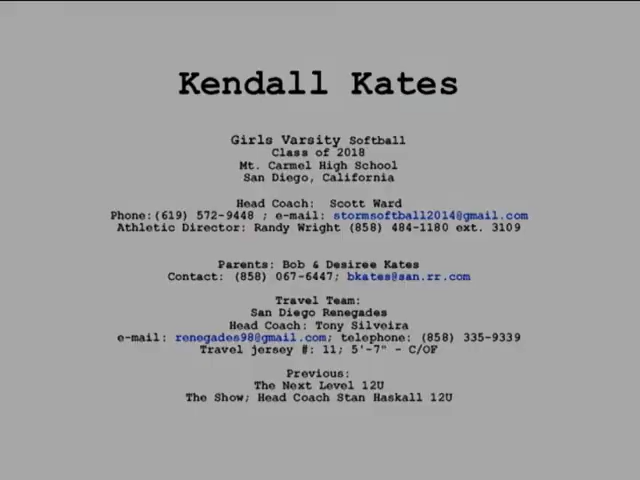 Kendall Kates
Girls Varsity Softball
Class of 2018
Mt. Carmel High School
San Diego, California
Head Coach:  Scott Ward
Phone:(619) 572-9448 ; e-mail: stormsoftball2014@gmail.com
Athletic Director: Randy Wright (858) 484-1180 ext. 3109
Parents: Bob & Desiree Kates
Contact: (858) 067-6447; bkates@san.rr.com
Travel Team:
San Diego Renegades
Head Coach: Tony Silveira
e-mail: renegades98@gmail.com; telephone: (858) 335-9339
Travel jersey #: 11; 5'-7" - C/OF
Previous:
The Next Level 12U
The Show; Head Coach Stan Haskall 12U